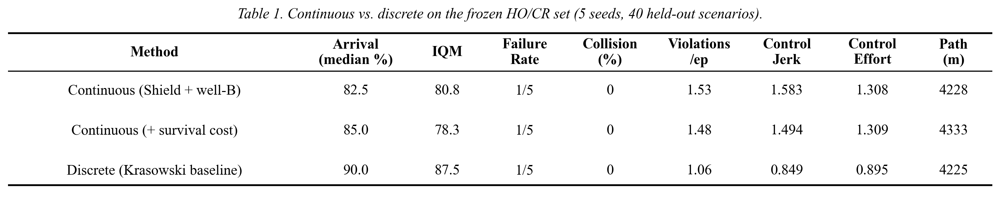 Table 1. Continuous vs. discrete on the frozen HO/CR set (5 seeds, 40 held-out scenarios).
Method Arrival (median %) IQM Failure Rate Collision (%) Violations /ep Control Jerk Control Effort Path (m)
Continuous (Shield + well-B) 82.5 80.8 1/5 0 1.53 1.583 1.308 4228
Continuous (+ survival cost) 85.0 78.3 1/5 0 1.48 1.494 1.309 4333
Discrete (Krasowski baseline) 90.0 87.5 1/5 0 1.06 0.849 0.895 4225